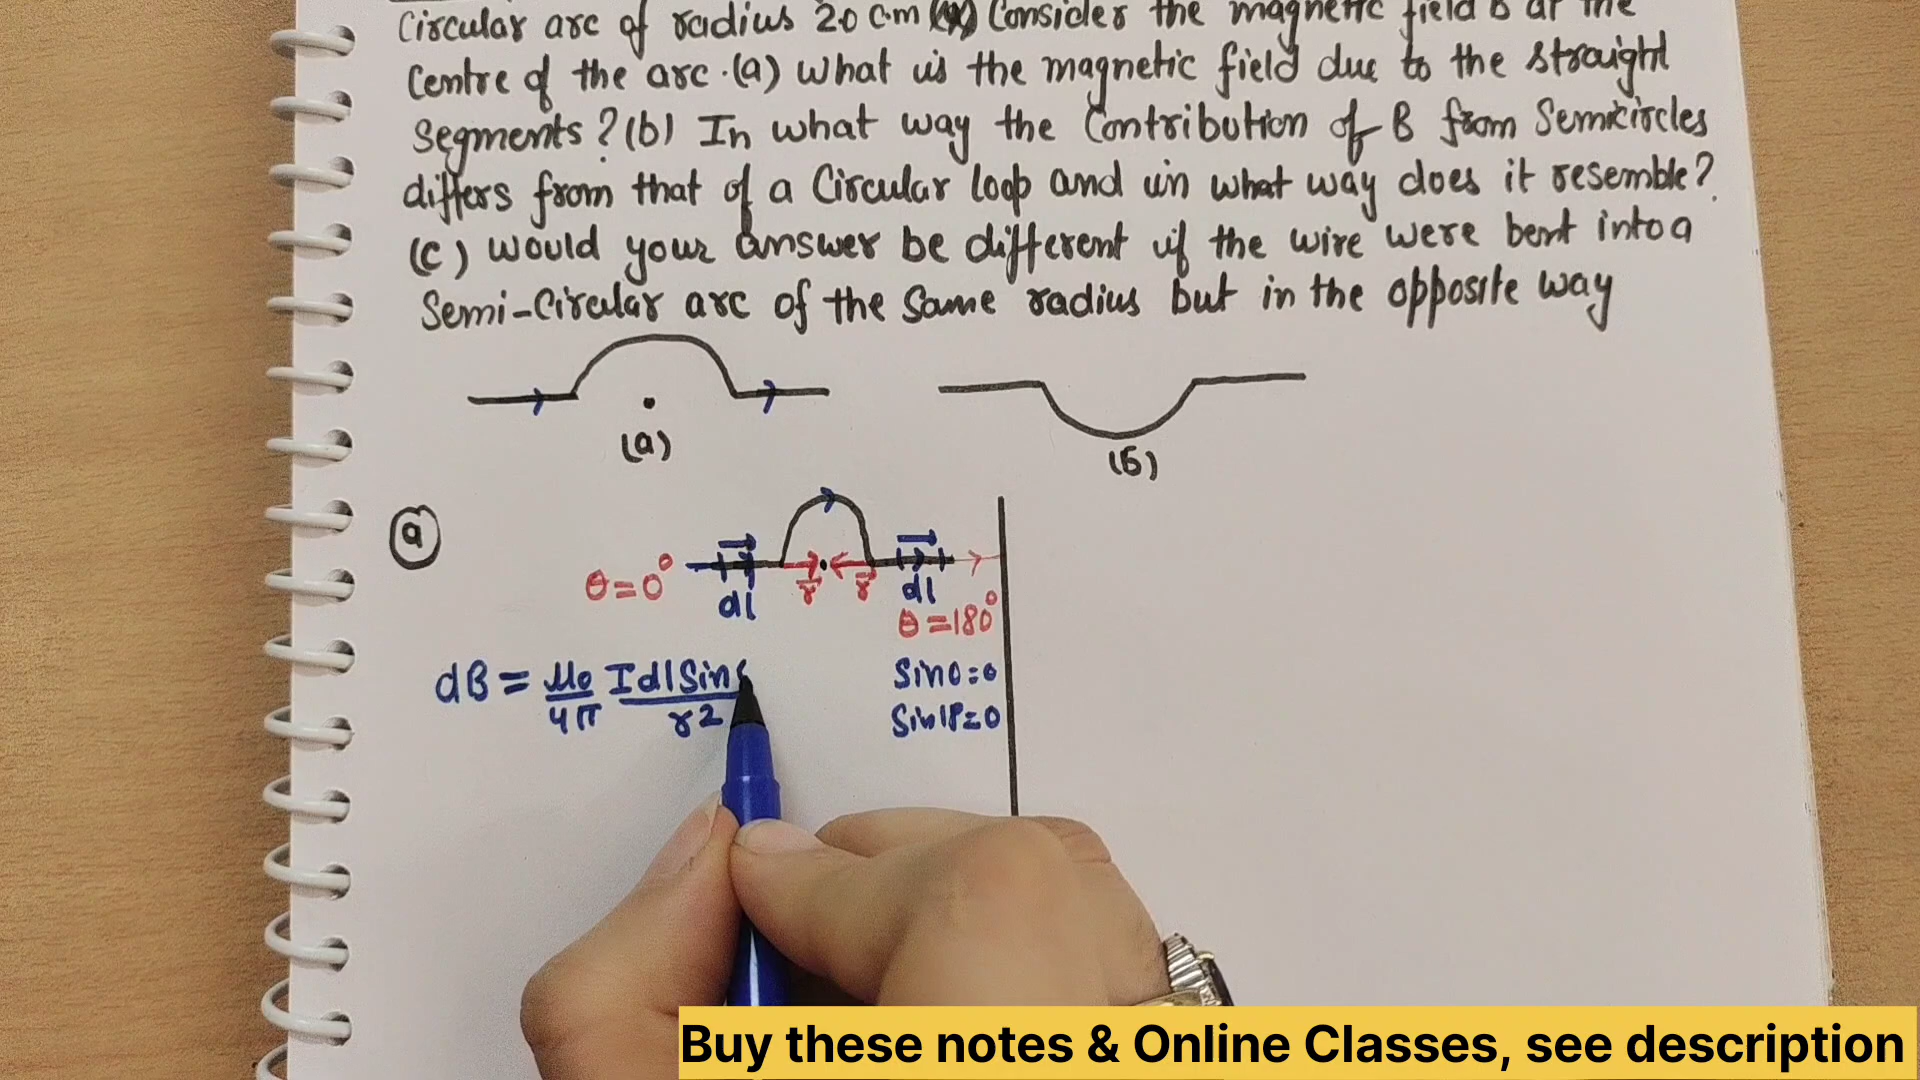 Circular arc of radius 20 cm Consider the magnetic field B at the
Centre of the arc. (a) What is the magnetic field due to the straight
Segments? (b) In what way the Contribution of B from Semicircles
differs from that of a Circular loop and in what way does it resemble?
(C) Would your answer be different if the wire were bent into a
Semi-Circular arc of the Same radius but in the opposite way
(a)
(b)
a
θ=0°
dl
r
r
dl
θ=180°
dB = μ0/4π Idl Sin / r2
Sin0=0
Sin18=0
Buy these notes & Online Classes, see description